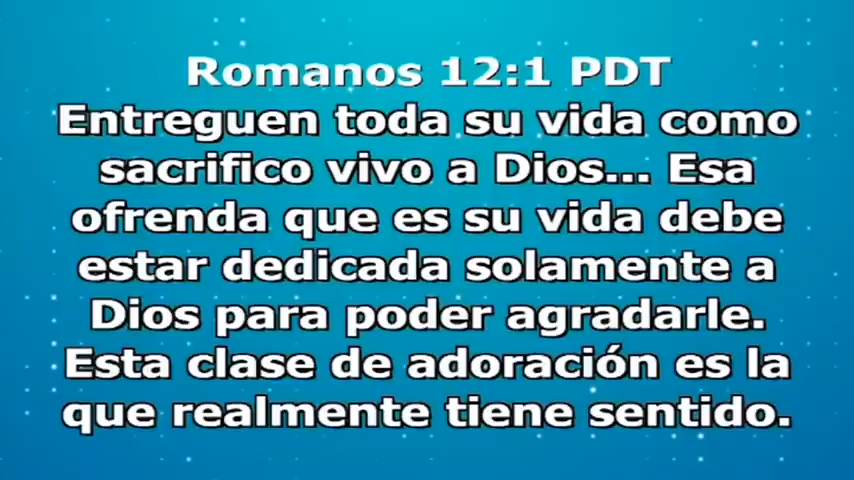 Romanos 12:1 PDT
Entreguen toda su vida como
sacrifico vivo a Dios... Esa
ofrenda que es su vida debe
estar dedicada solamente a
Dios para poder agradarle.
Esta clase de adoración es la
que realmente tiene sentido.